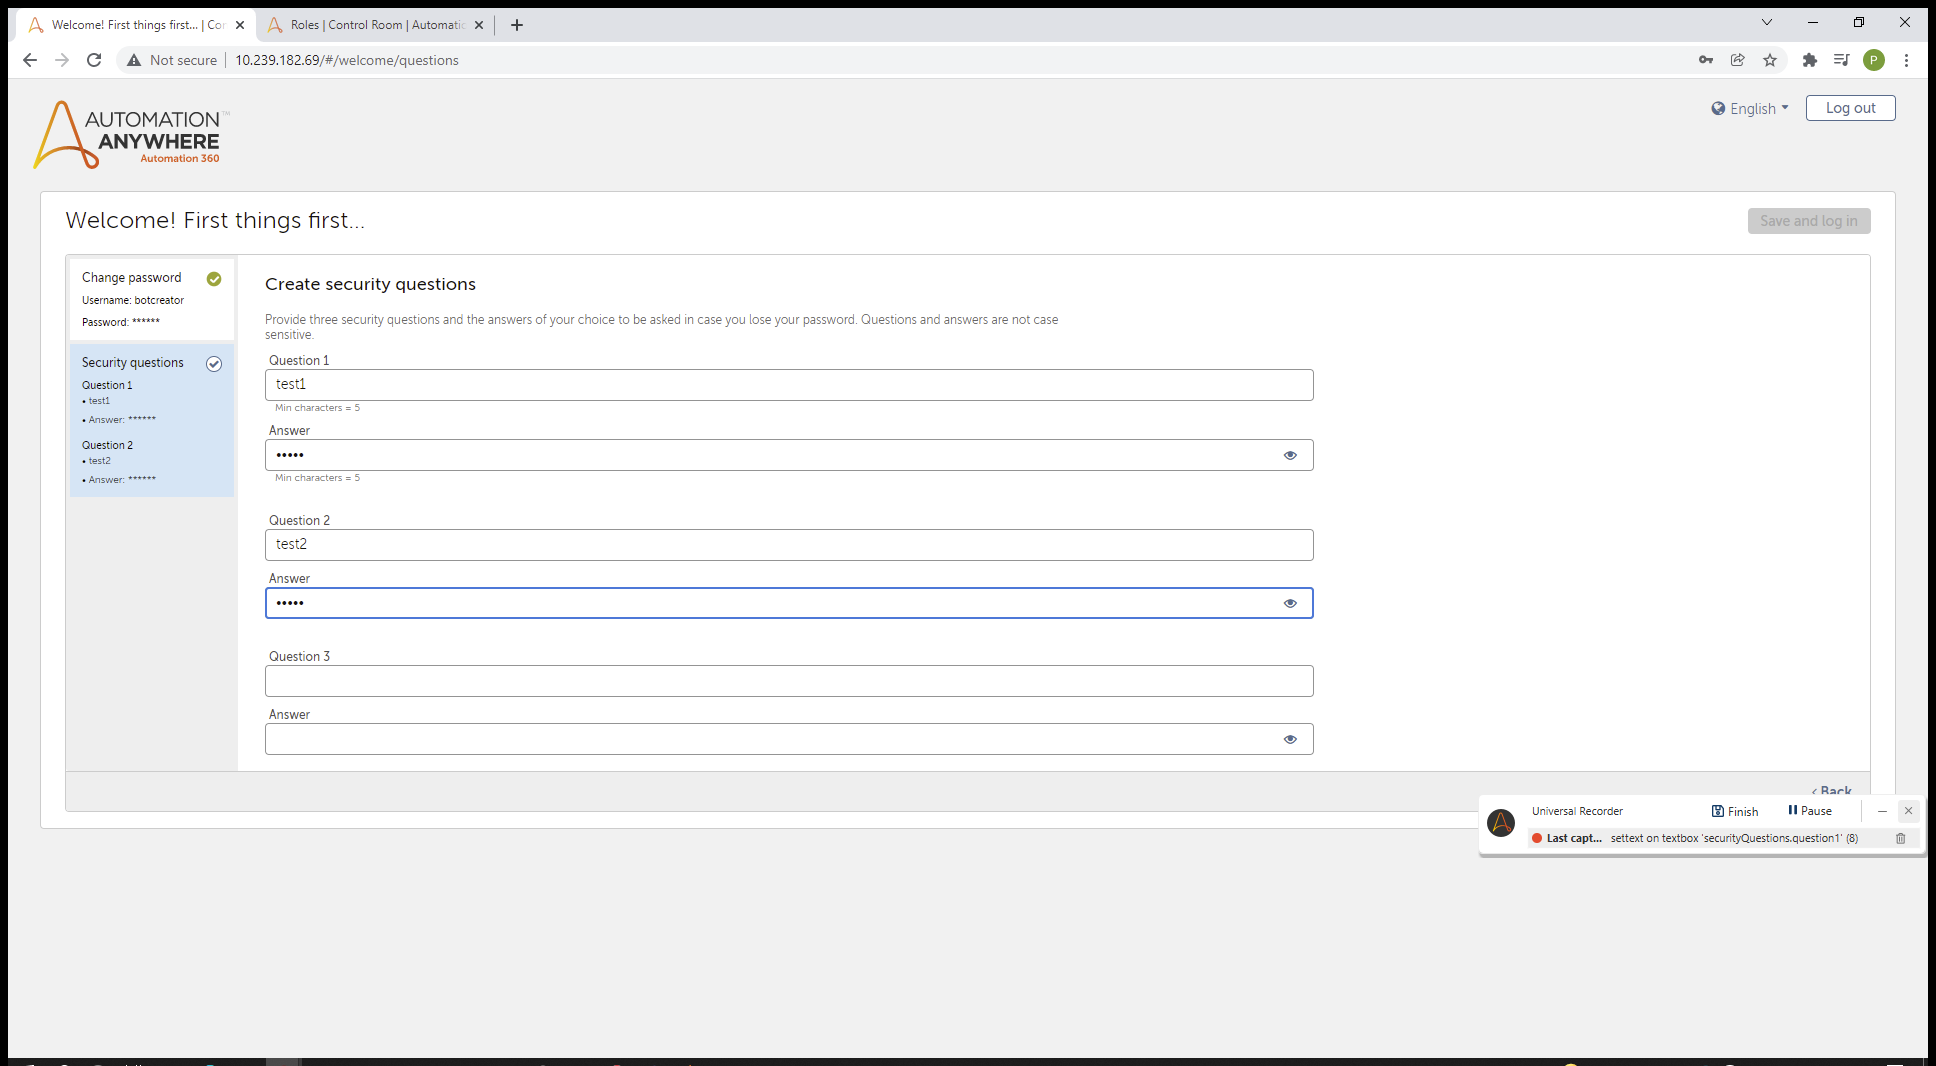 Welcome! First things first... | Co
Roles | Control Room | Automatic
Not secure
10.239.182.69/#/welcome/questions
P
AUTOMATION™
ANYWHERE
Automation 360
English
Log out
Welcome! First things first...
Save and log in
Change password
Username: botcreator
Password: ******
Security questions
Question 1
• test1
• Answer: ******
Question 2
• test2
• Answer: ******
Create security questions
Provide three security questions and the answers of your choice to be asked in case you lose your password. Questions and answers are not case
sensitive.
Question 1
test1
Min characters = 5
Answer
•••••
Min characters = 5
Question 2
test2
Answer
•••••
Question 3
Answer
‹ Back
Universal Recorder
Finish
Pause
Last capt... settext on textbox 'securityQuestions.question1' (8)